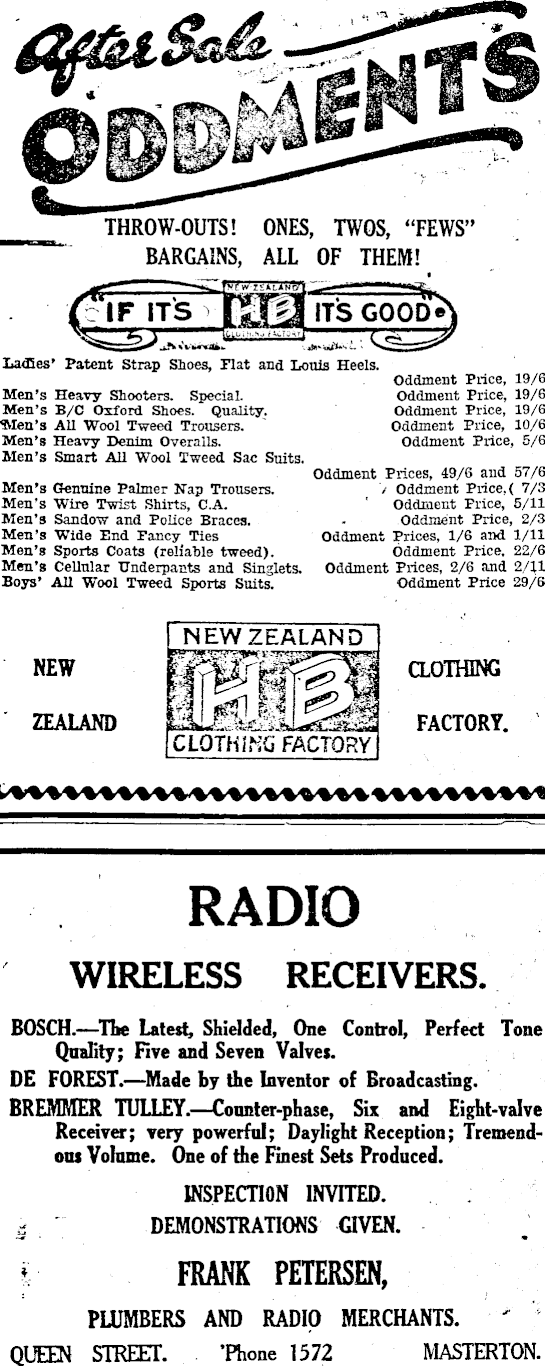 After Sale
ODDMENTS
THROW-OUTS! ONES, TWOS, "FEWS"
BARGAINS, ALL OF THEM!
"IF IT'S NEW ZEALAND HB CLOTHING FACTORY IT'S GOOD"
Ladies' Patent Strap Shoes, Flat and Louis Heels.
Oddment Price, 19/6
Men's Heavy Shooters. Special. Oddment Price, 19/6
Men's B/C Oxford Shoes. Quality. Oddment Price, 19/6
Men's All Wool Tweed Trousers. Oddment Price, 10/6
Men's Heavy Denim Overalls. Oddment Price, 5/6
Men's Smart All Wool Tweed Sac Suits.
Oddment Prices, 49/6 and 57/6
Men's Genuine Palmer Nap Trousers. Oddment Price, 7/3
Men's Wire Twist Shirts, C.A. Oddment Price, 5/11
Men's Sandow and Police Braces. Oddment Price, 2/3
Men's Wide End Fancy Ties Oddment Prices, 1/6 and 1/11
Men's Sports Coats (reliable tweed). Oddment Price, 22/6
Men's Cellular Underpants and Singlets. Oddment Prices, 2/6 and 2/11
Boys' All Wool Tweed Sports Suits. Oddment Price 29/6
NEW ZEALAND
NEW HB CLOTHING
ZEALAND FACTORY.
CLOTHING FACTORY
RADIO
WIRELESS RECEIVERS.
BOSCH.—The Latest, Shielded, One Control, Perfect Tone
Quality; Five and Seven Valves.
DE FOREST.—Made by the Inventor of Broadcasting.
BREMMER TULLEY.—Counter-phase, Six and Eight-valve
Receiver; very powerful; Daylight Reception; Tremend-
ous Volume. One of the Finest Sets Produced.
INSPECTION INVITED.
DEMONSTRATIONS GIVEN.
FRANK PETERSEN,
PLUMBERS AND RADIO MERCHANTS.
QUEEN STREET. 'Phone 1572 MASTERTON.